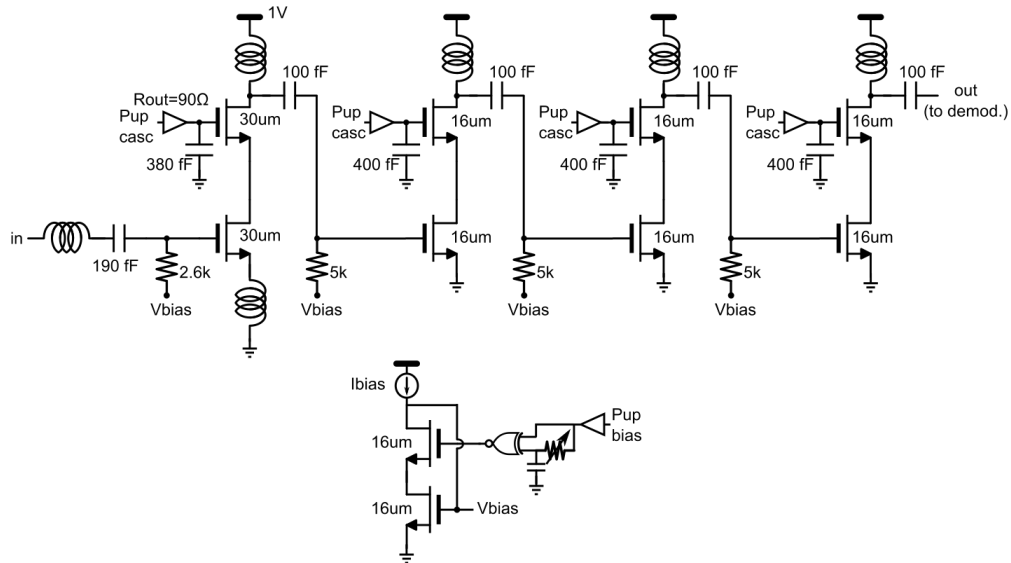 1V
100 fF
100 fF
100 fF
100 fF
out
(to demod.)
Rout=90Ω
Pup
casc
30um
380 fF
Pup
casc
16um
400 fF
Pup
casc
16um
400 fF
Pup
casc
16um
400 fF
in
190 fF
30um
2.6k
Vbias
5k
Vbias
16um
5k
Vbias
16um
5k
Vbias
16um
Ibias
16um
Pup
bias
16um
Vbias